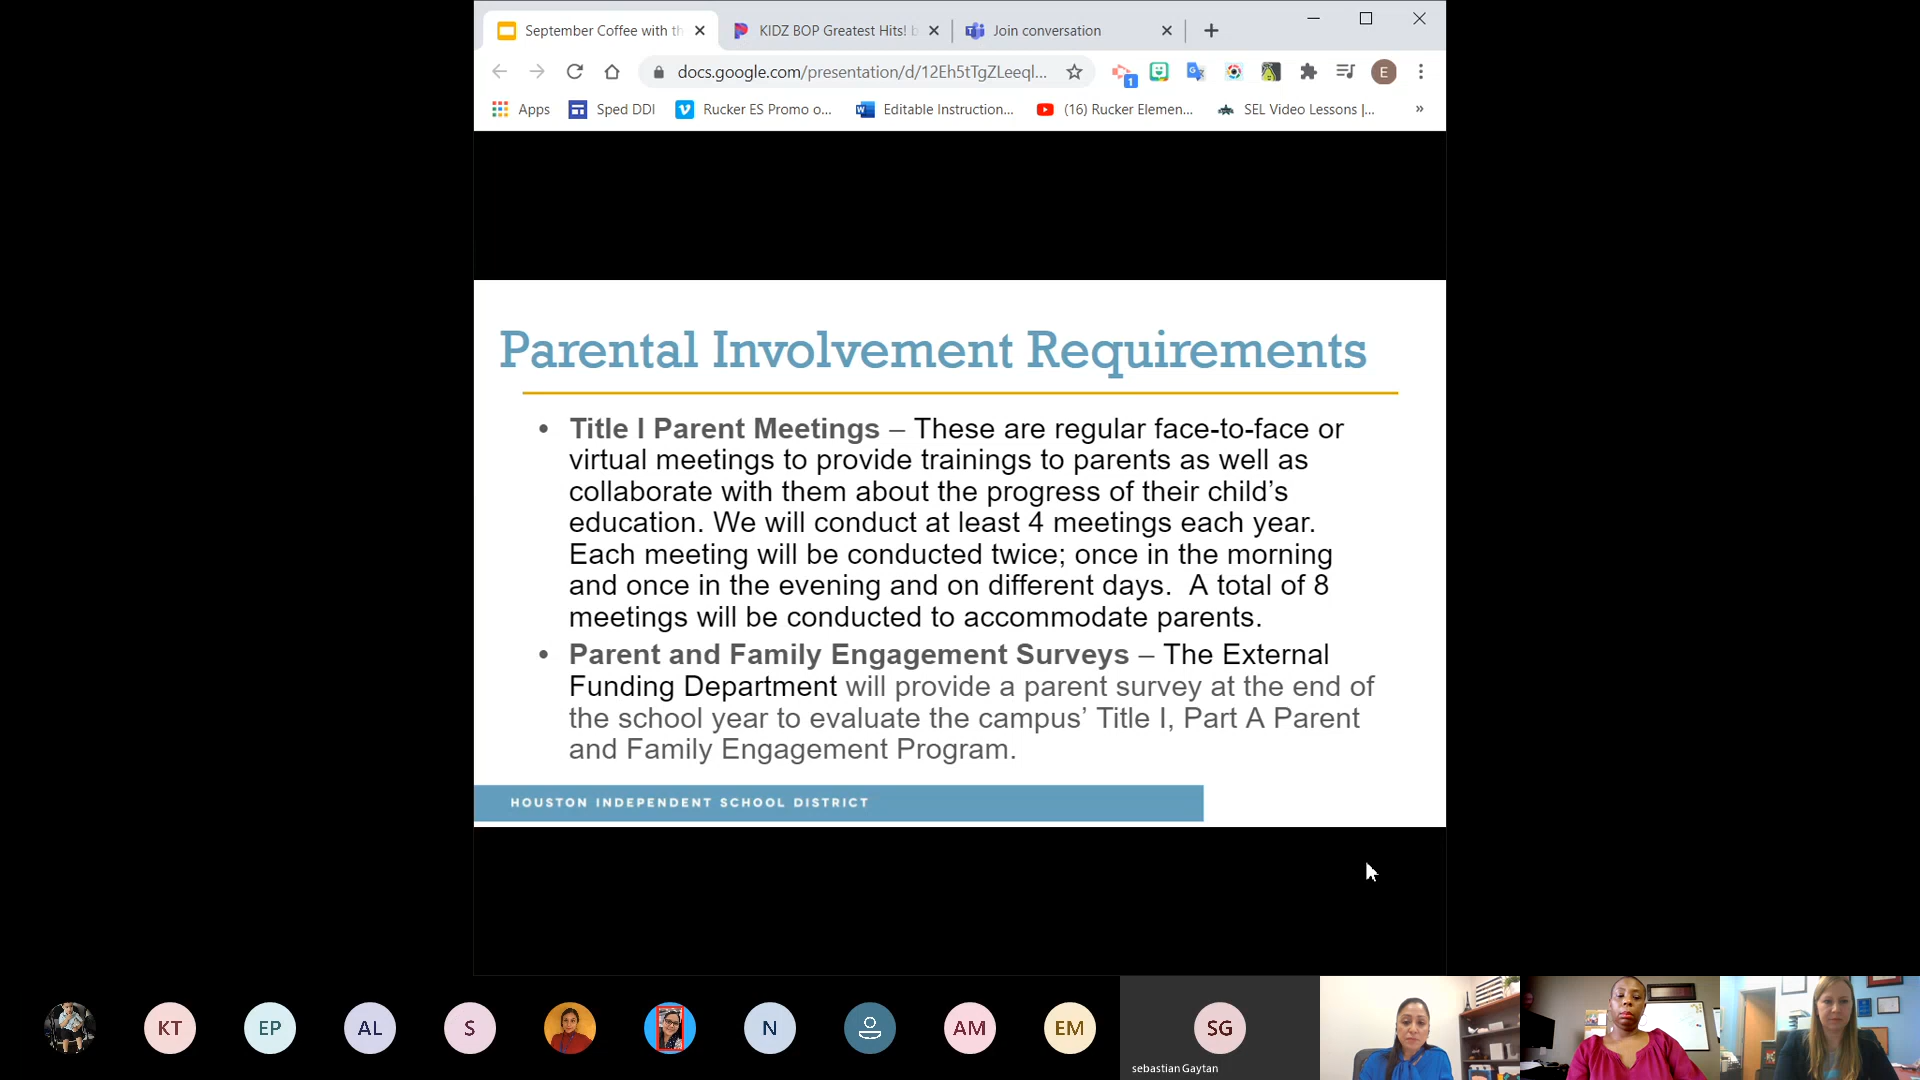 September Coffee with th
KIDZ BOP Greatest Hits! b
Join conversation
docs.google.com/presentation/d/12Eh5tTgZLeeql...
1
E
Apps
Sped DDI
Rucker ES Promo o...
Editable Instruction...
(16) Rucker Elemen...
SEL Video Lessons |...
»
Parental Involvement Requirements
• Title I Parent Meetings – These are regular face-to-face or
virtual meetings to provide trainings to parents as well as
collaborate with them about the progress of their child’s
education. We will conduct at least 4 meetings each year.
Each meeting will be conducted twice; once in the morning
and once in the evening and on different days.  A total of 8
meetings will be conducted to accommodate parents.
• Parent and Family Engagement Surveys – The External
Funding Department will provide a parent survey at the end of
the school year to evaluate the campus’ Title I, Part A Parent
and Family Engagement Program.
HOUSTON INDEPENDENT SCHOOL DISTRICT
KT
EP
AL
S
N
AM
EM
SG
sebastian Gaytan